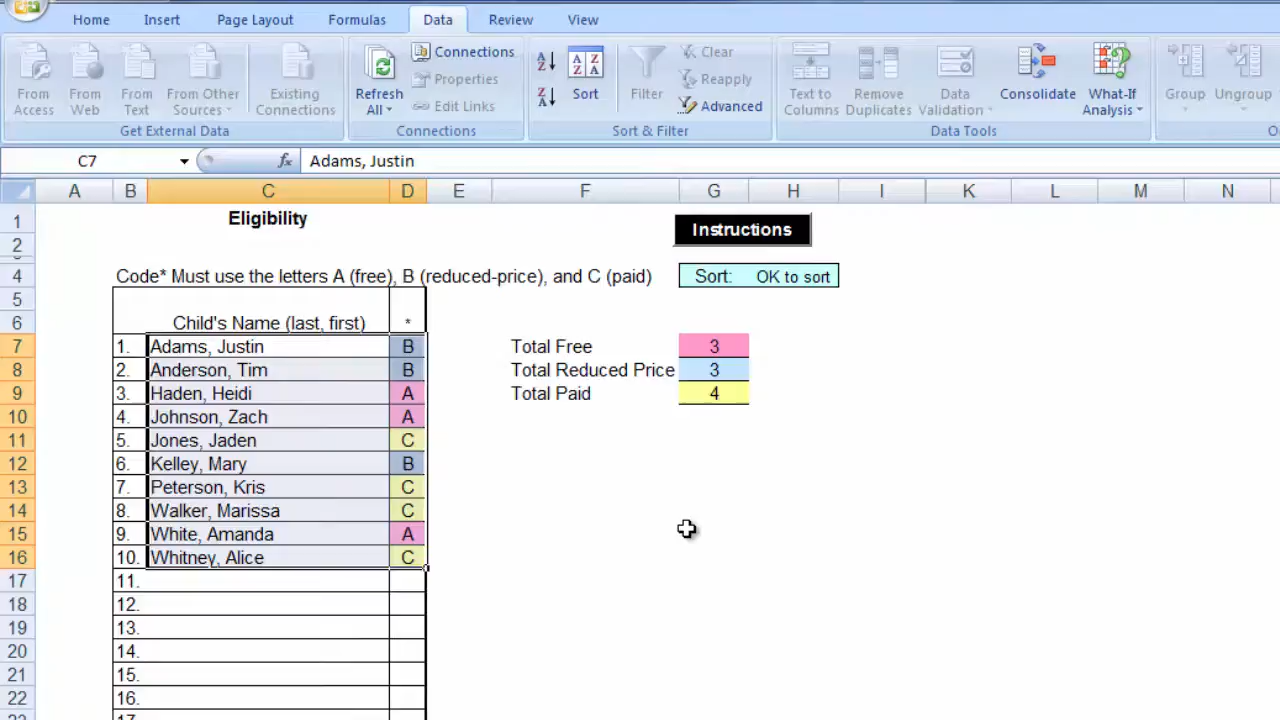 Home Insert Page Layout Formulas Data Review View
From Access From Web From Text From Other Sources Existing Connections
Get External Data
Refresh All Connections Properties Edit Links
Connections
A Z Z A A Z Z A Sort Filter Clear Reapply Advanced
Sort & Filter
Text to Columns Remove Duplicates Data Validation Consolidate What-If Analysis
Data Tools
Group Ungroup
C7 fx Adams, Justin
A B C D E F G H I K L M N
1 Eligibility
Instructions
2
4 Code* Must use the letters A (free), B (reduced-price), and C (paid) Sort: OK to sort
5
6 Child's Name (last, first) *
7 1. Adams, Justin B Total Free 3
8 2. Anderson, Tim B Total Reduced Price 3
9 3. Haden, Heidi A Total Paid 4
10 4. Johnson, Zach A
11 5. Jones, Jaden C
12 6. Kelley, Mary B
13 7. Peterson, Kris C
14 8. Walker, Marissa C
15 9. White, Amanda A
16 10. Whitney, Alice C
17 11.
18 12.
19 13.
20 14.
21 15.
22 16.
23 17.